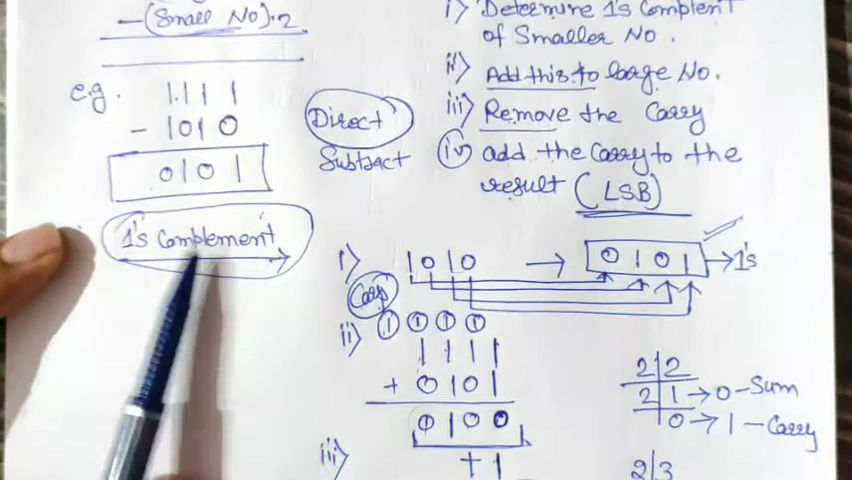 -(Small No).2
e.g. 1111
- 1010
0101
Direct
Subtract
1's Complement
i) Determine 1's Complent
of Smaller No.
ii) Add this to large No.
iii) Remove the Carry
iv) add the Carry to the
result (LSB)
i) 1010 → 0101 → 1's
Carry
1 1 1 1
ii) 1111
+ 0101
0100
iii) +1
2|2
2|1 → 0 - Sum
0 → 1 - Carry
2|3